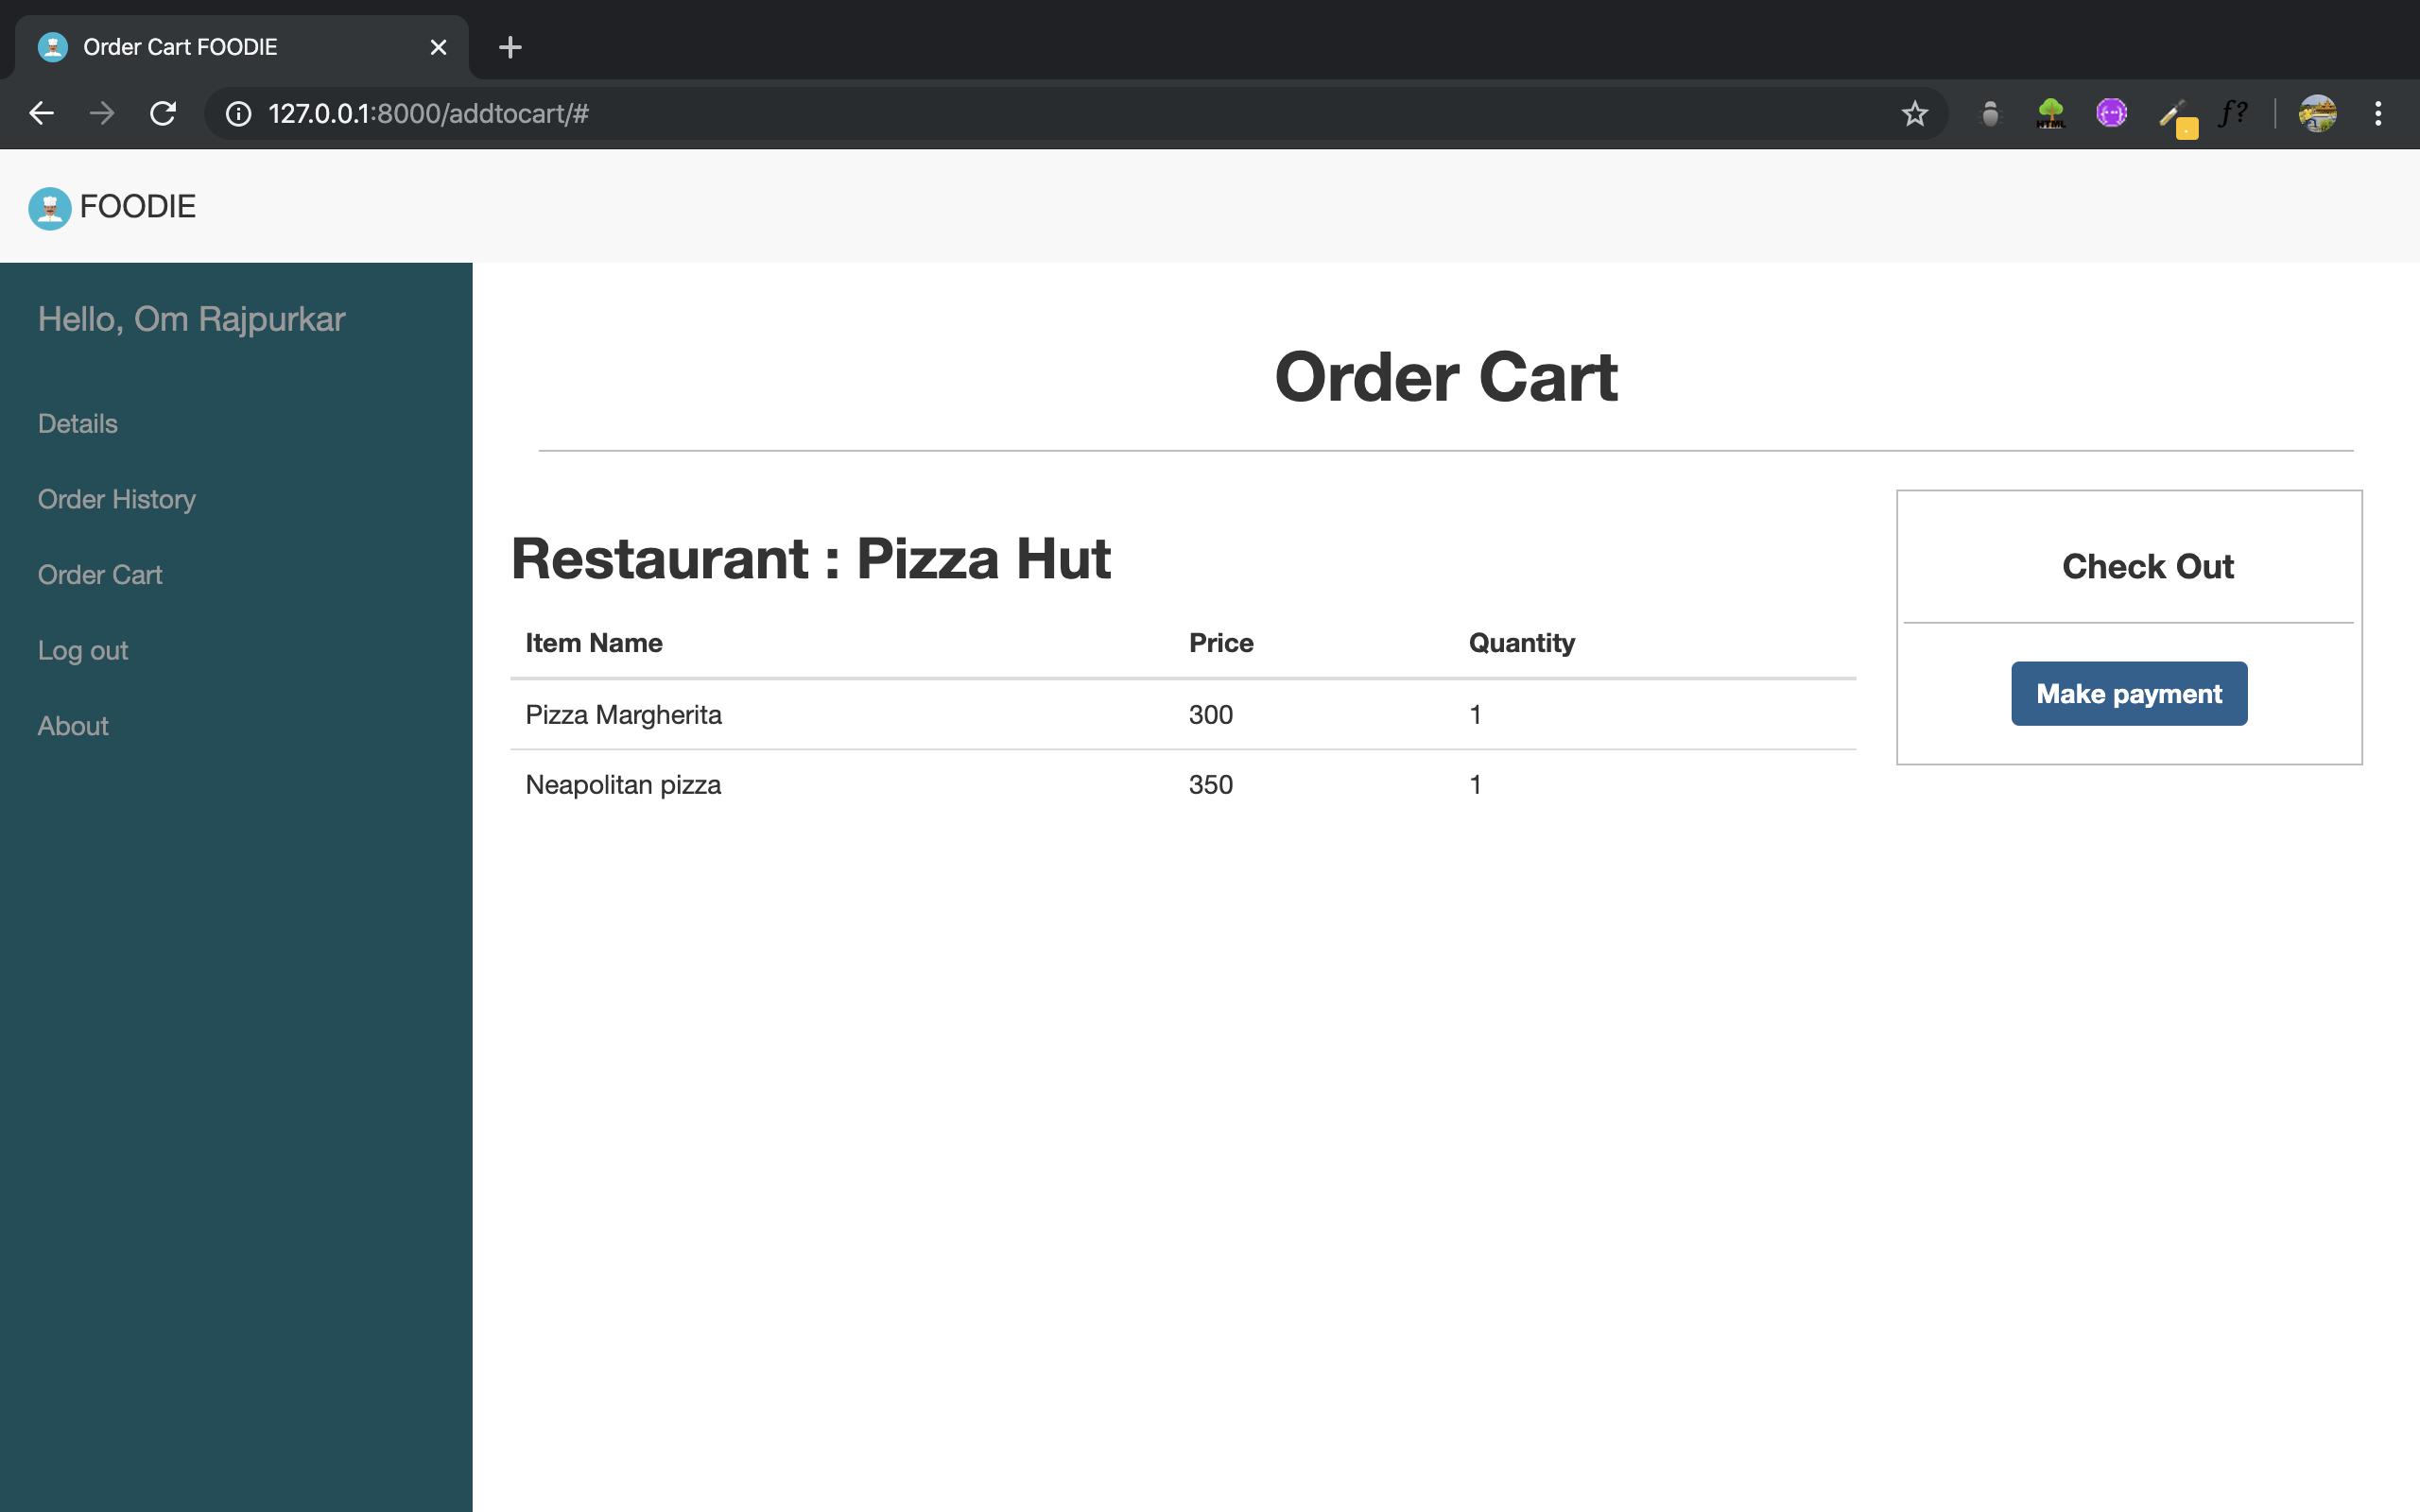 Order Cart FOODIE
127.0.0.1:8000/addtocart/#
HTML
f?
FOODIE
Hello, Om Rajpurkar
Details
Order History
Order Cart
Log out
About
Order Cart
Restaurant : Pizza Hut
Item Name Price Quantity
Pizza Margherita 300 1
Neapolitan pizza 350 1
Check Out
Make payment